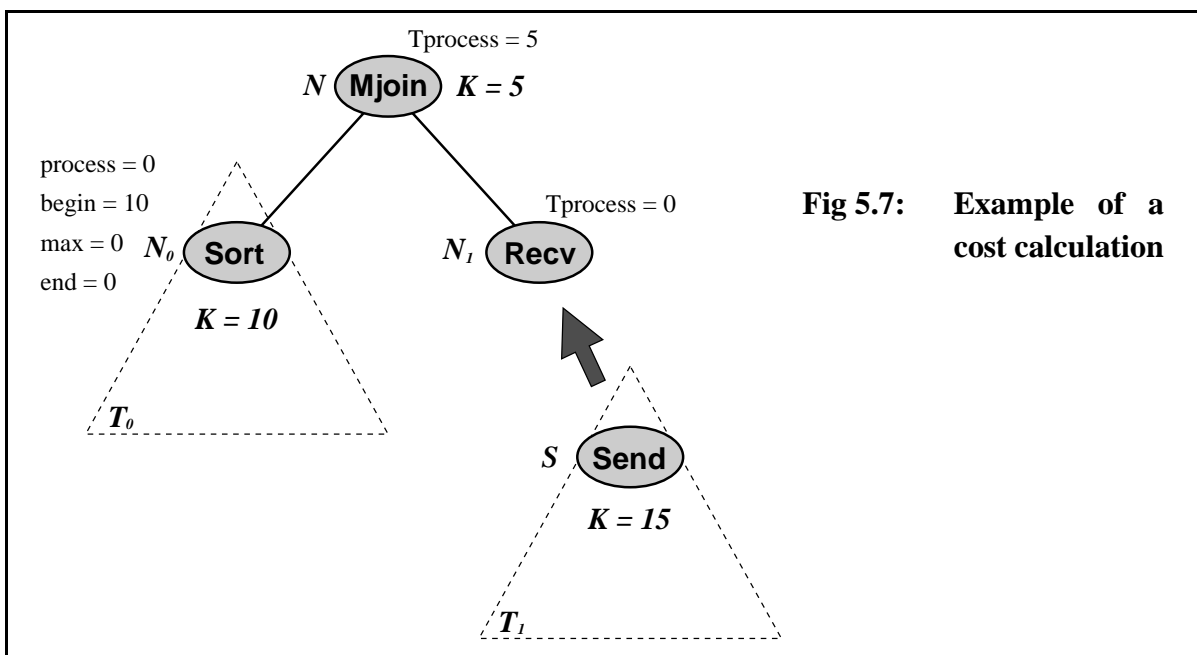 Tprocess = 5
N Mjoin K = 5
process = 0
begin = 10
max = 0
end = 0
N₀ Sort
K = 10
T₀
Tprocess = 0
N₁ Recv
S Send
K = 15
T₁
Fig 5.7: Example of a
cost calculation